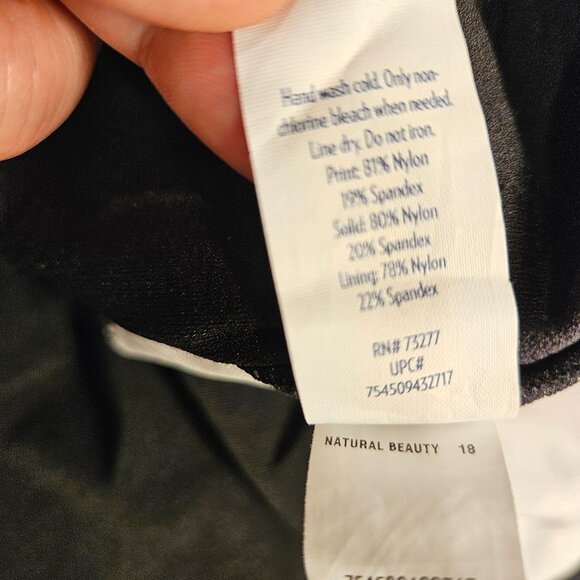 Hand wash cold. Only non-
chlorine bleach when needed.
Line dry. Do not iron.
Print: 81% Nylon
19% Spandex
Solid: 80% Nylon
20% Spandex
Lining: 78% Nylon
22% Spandex
RN# 73277
UPC#
754509432717
NATURAL BEAUTY 18